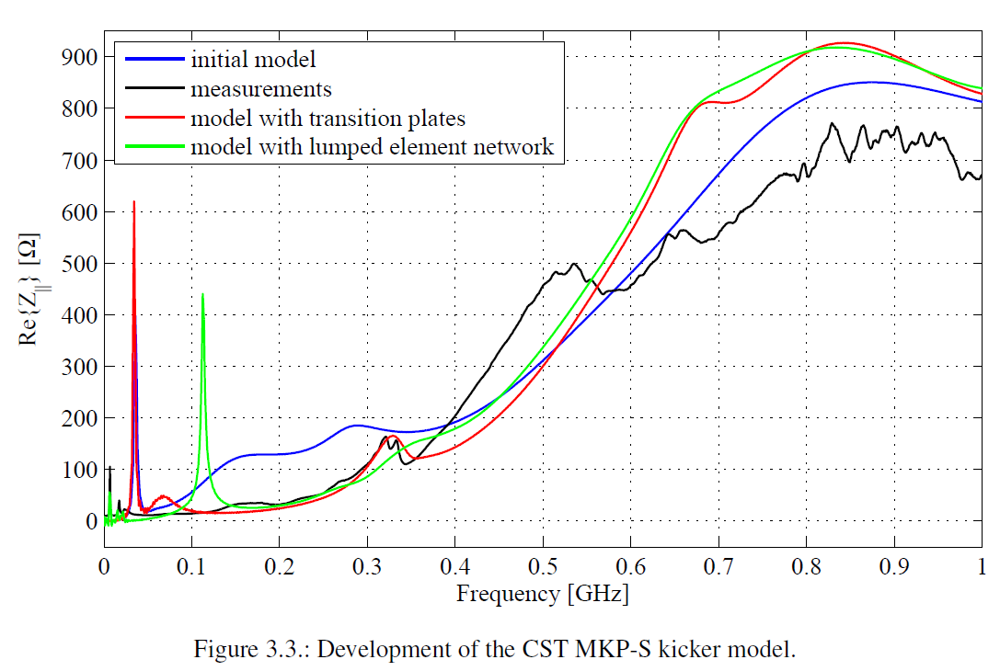 900
800
700
600
500
400
300
200
100
0
Re{Z||} [Ω]
initial model
measurements
model with transition plates
model with lumped element network
0 0.1 0.2 0.3 0.4 0.5 0.6 0.7 0.8 0.9 1
Frequency [GHz]
Figure 3.3.: Development of the CST MKP-S kicker model.